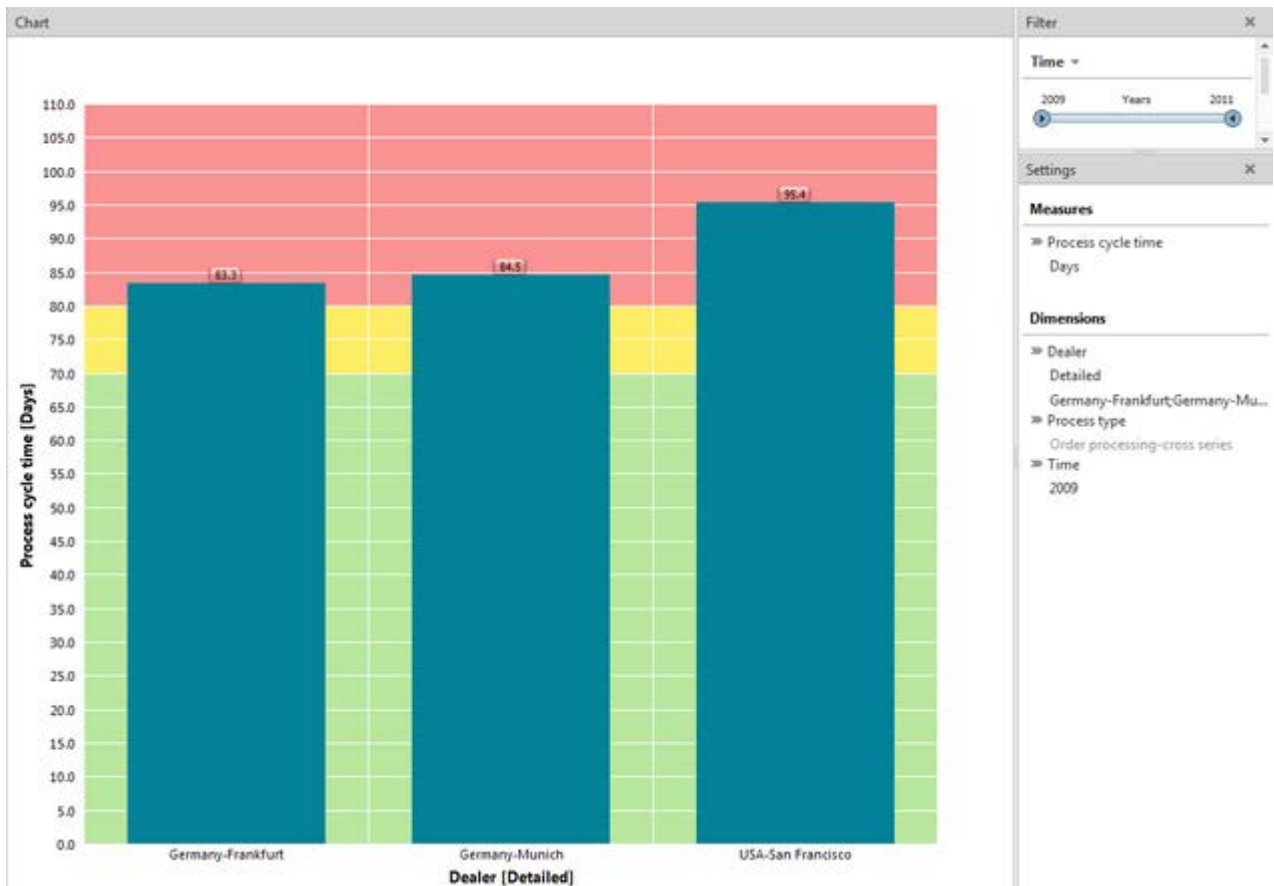 Chart
110.0
105.0
100.0
95.0
90.0
85.0
80.0
75.0
70.0
65.0
60.0
55.0
50.0
45.0
40.0
35.0
30.0
25.0
20.0
15.0
10.0
5.0
0.0
Process cycle time [Days]
83.3
84.5
95.4
Germany-Frankfurt
Germany-Munich
USA-San Francisco
Dealer [Detailed]
Filter
Time
2009 Years 2011
Settings
Measures
Process cycle time
Days
Dimensions
Dealer
Detailed
Germany-Frankfurt;Germany-Mu...
Process type
Order processing-cross series
Time
2009